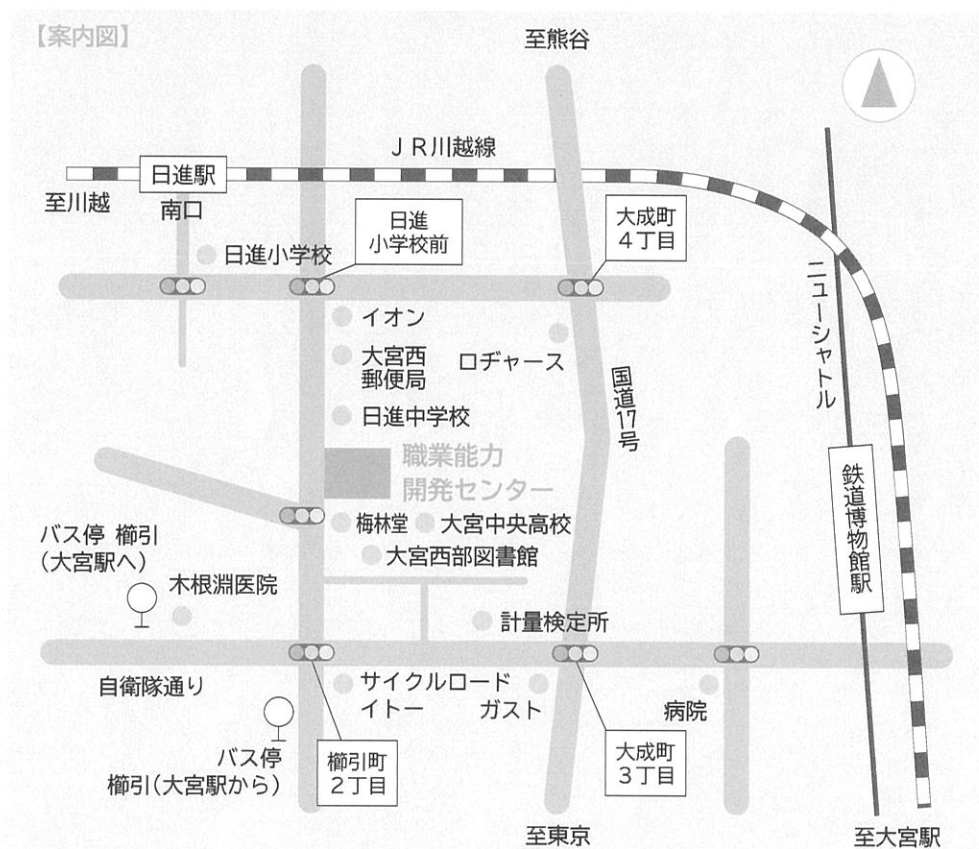 【案内図】
至熊谷
JR川越線
日進駅
至川越
南口
日進
小学校前
大成町
4丁目
日進小学校
ニューシャトル
イオン
大宮西
郵便局
ロヂャース
国道17号
日進中学校
職業能力
開発センター
鉄道博物館駅
梅林堂
大宮中央高校
バス停 櫛引
(大宮駅へ)
大宮西部図書館
木根淵医院
計量検定所
自衛隊通り
サイクルロード
イトー
ガスト
病院
バス停
櫛引(大宮駅から)
櫛引町
2丁目
大成町
3丁目
至東京
至大宮駅